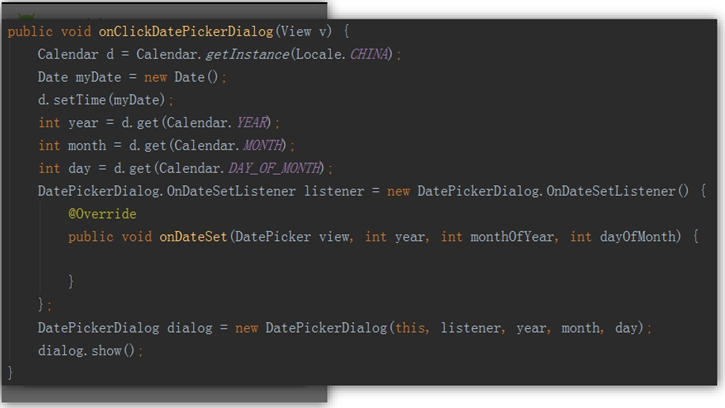 public void onClickDatePickerDialog(View v) {
    Calendar d = Calendar.getInstance(Locale.CHINA);
    Date myDate = new Date();
    d.setTime(myDate);
    int year = d.get(Calendar.YEAR);
    int month = d.get(Calendar.MONTH);
    int day = d.get(Calendar.DAY_OF_MONTH);
    DatePickerDialog.OnDateSetListener listener = new DatePickerDialog.OnDateSetListener() {
        @Override
        public void onDateSet(DatePicker view, int year, int monthOfYear, int dayOfMonth) {
        }
    };
    DatePickerDialog dialog = new DatePickerDialog(this, listener, year, month, day);
    dialog.show();
}